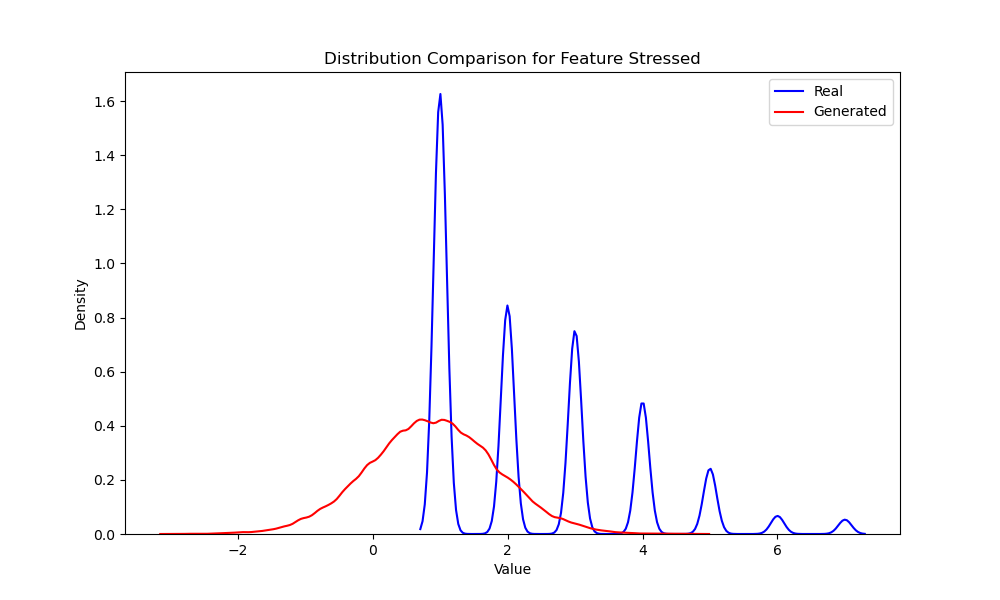 Distribution Comparison for Feature Stressed
Real
Generated
1.6
1.4
1.2
1.0
0.8
0.6
0.4
0.2
0.0
Density
−2
0
2
4
6
Value